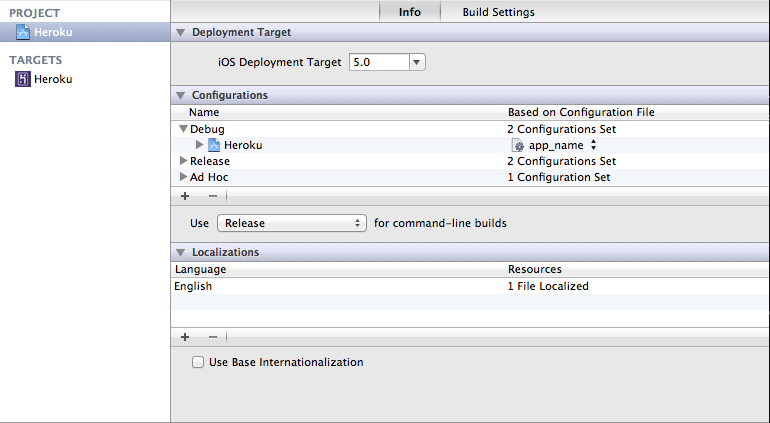 PROJECT
Heroku
TARGETS
Heroku
Info Build Settings
Deployment Target
iOS Deployment Target 5.0
Configurations
Name Based on Configuration File
Debug 2 Configurations Set
Heroku app_name
Release 2 Configurations Set
Ad Hoc 1 Configuration Set
Use Release for command-line builds
Localizations
Language Resources
English 1 File Localized
Use Base Internationalization